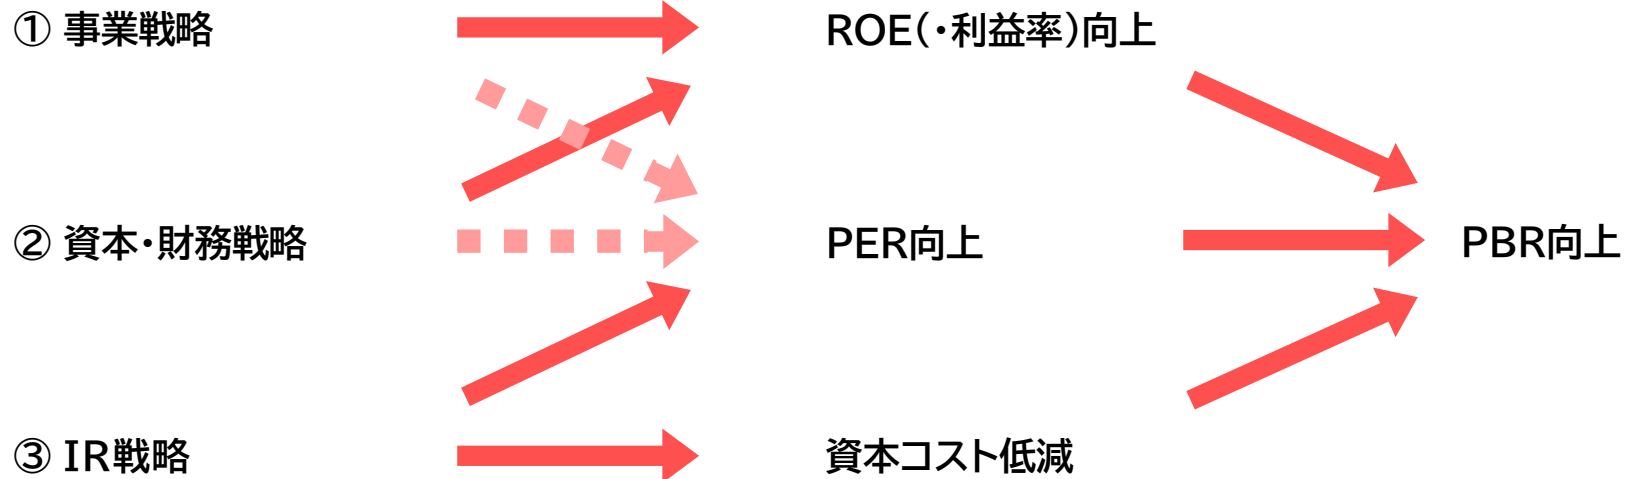 ① 事業戦略
ROE(・利益率)向上
② 資本・財務戦略
PER向上
PBR向上
③ IR戦略
資本コスト低減